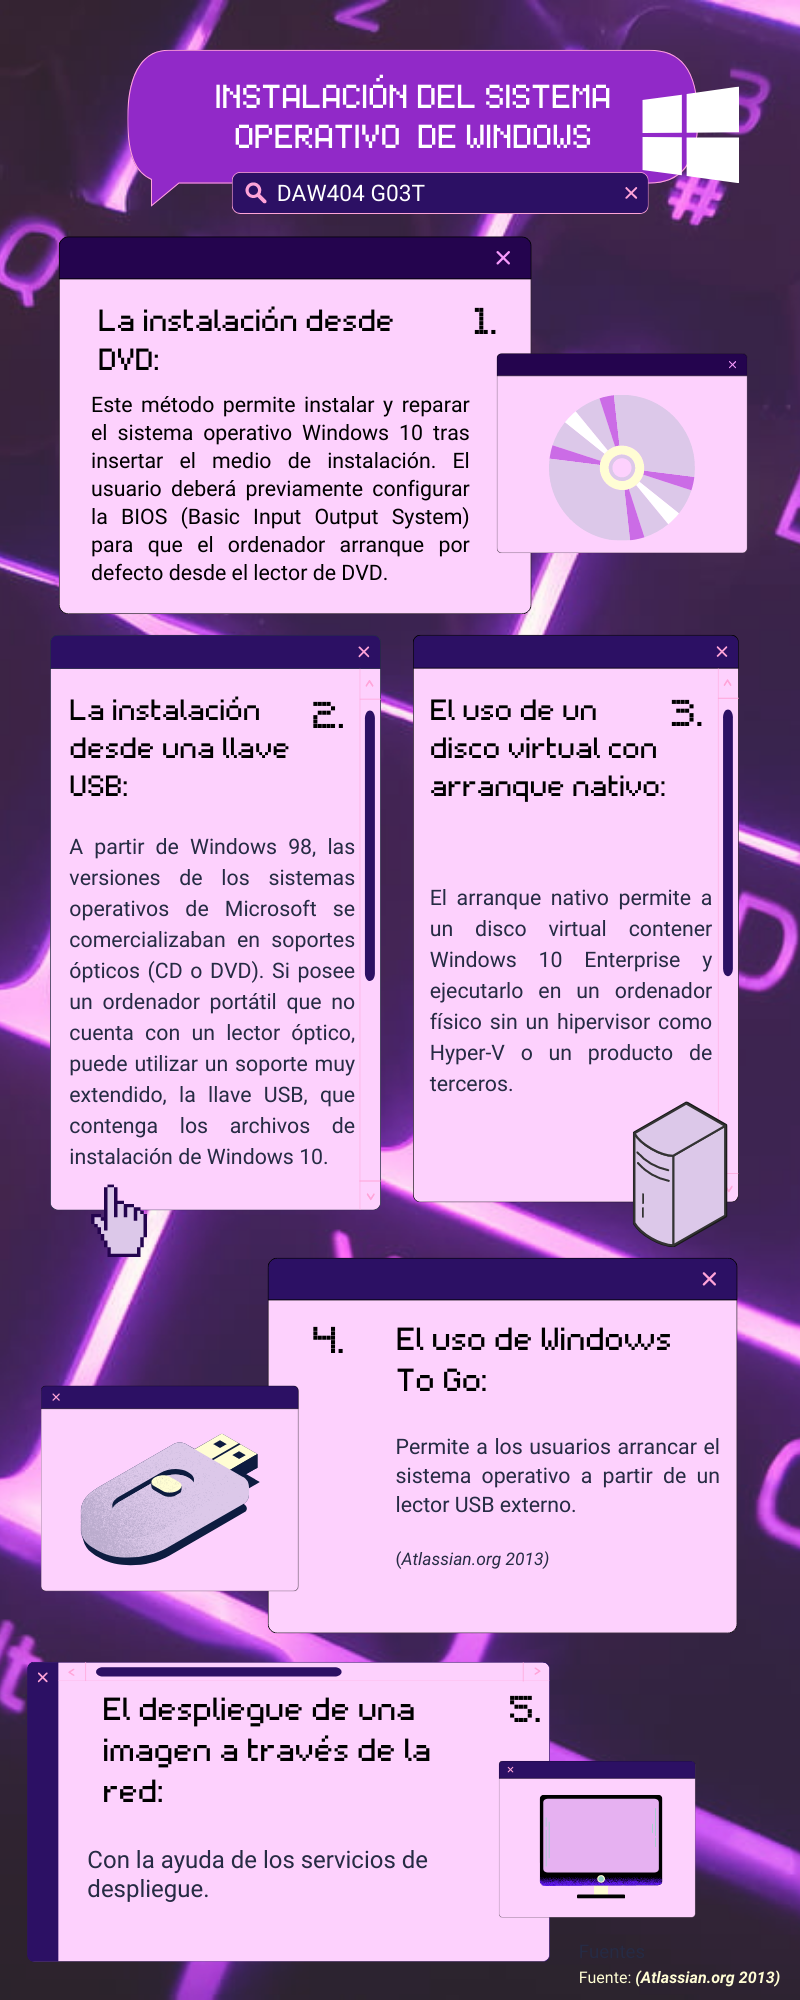 INSTALACIÓN DEL SISTEMA
OPERATIVO DE WINDOWS
DAW404 G03T
La instalación desde
DVD:
1.
Este método permite instalar y reparar
el sistema operativo Windows 10 tras
insertar el medio de instalación. El
usuario deberá previamente configurar
la BIOS (Basic Input Output System)
para que el ordenador arranque por
defecto desde el lector de DVD.
La instalación
desde una llave
USB:
2.
A partir de Windows 98, las
versiones de los sistemas
operativos de Microsoft se
comercializaban en soportes
ópticos (CD o DVD). Si posee
un ordenador portátil que no
cuenta con un lector óptico,
puede utilizar un soporte muy
extendido, la llave USB, que
contenga los archivos de
instalación de Windows 10.
El uso de un
disco virtual con
arranque nativo:
3.
El arranque nativo permite a
un disco virtual contener
Windows 10 Enterprise y
ejecutarlo en un ordenador
físico sin un hipervisor como
Hyper-V o un producto de
terceros.
4.
El uso de Windows
To Go:
Permite a los usuarios arrancar el
sistema operativo a partir de un
lector USB externo.
(Atlassian.org 2013)
El despliegue de una
imagen a través de la
red:
5.
Con la ayuda de los servicios de
despliegue.
Fuente: (Atlassian.org 2013)